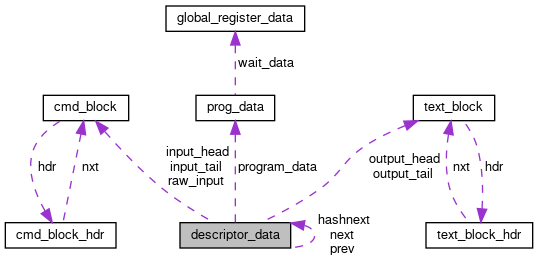 global_register_data
wait_data
cmd_block
prog_data
text_block
input_head
input_tail
raw_input
program_data
output_head
output_tail
hdr
nxt
nxt
hdr
hashnext
next
prev
cmd_block_hdr
descriptor_data
text_block_hdr